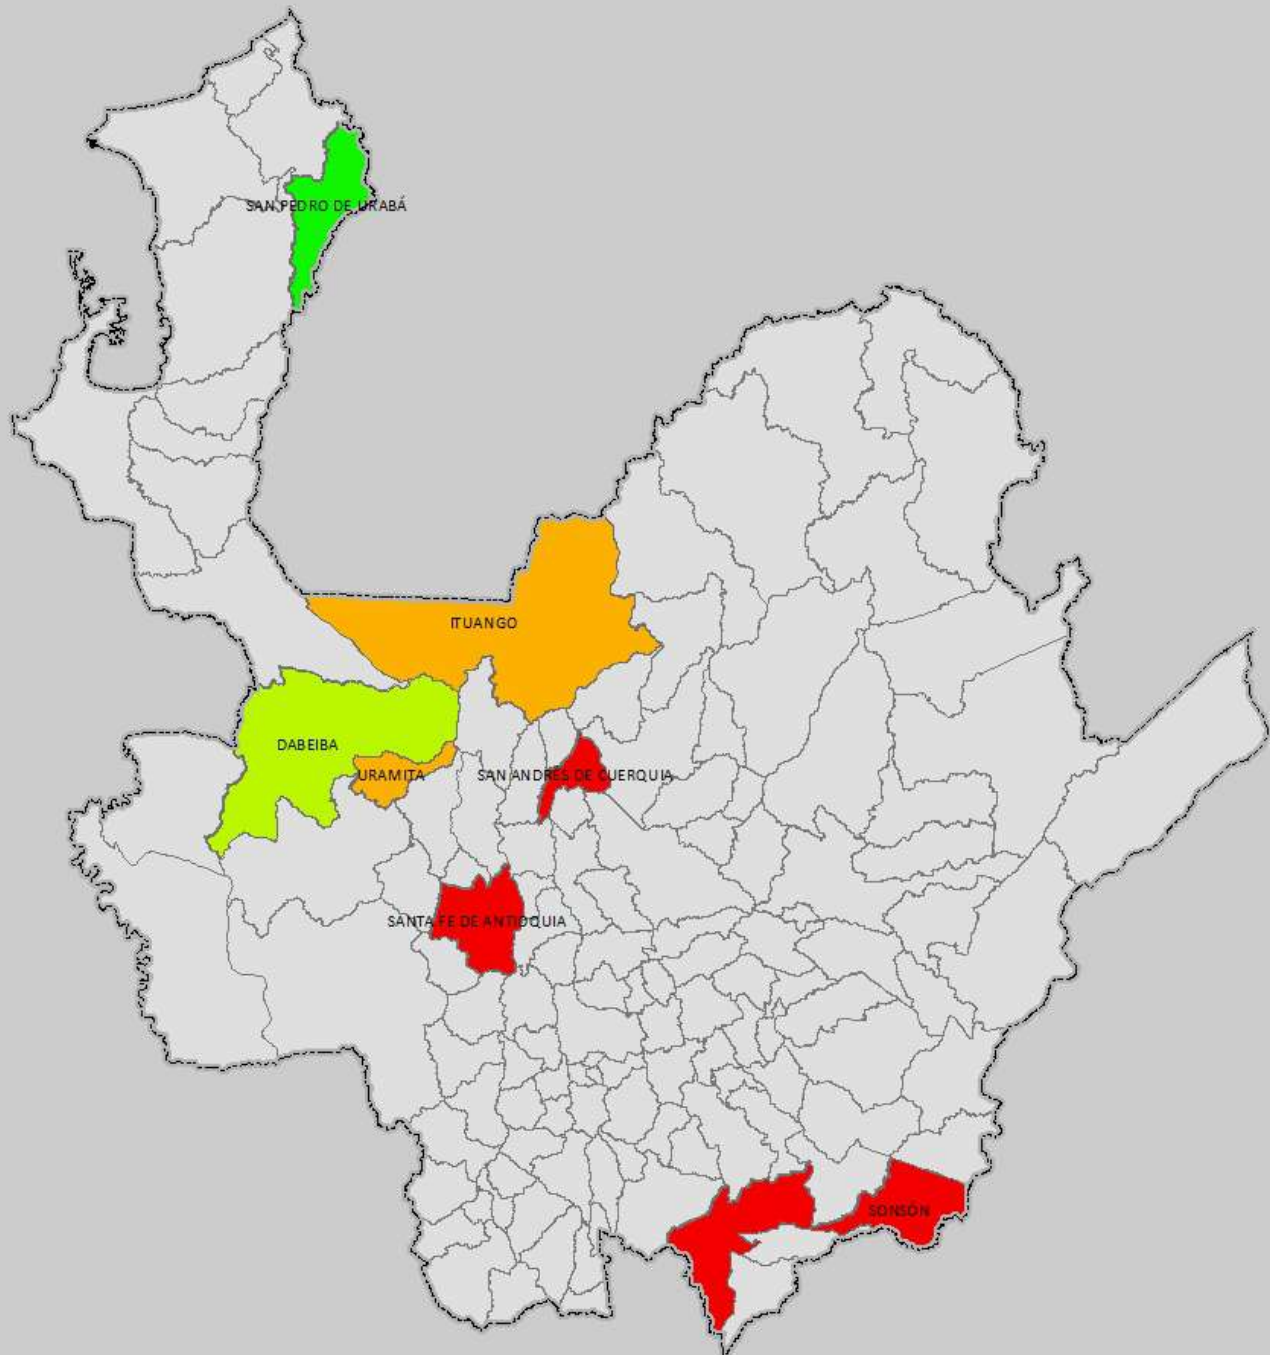 SAN PEDRO DE URABÁ
ITUANGO
DABEIBA
URAMITA
SAN ANDRÉS DE CUERQUIA
SANTA FE DE ANTIOQUIA
SONSÓN